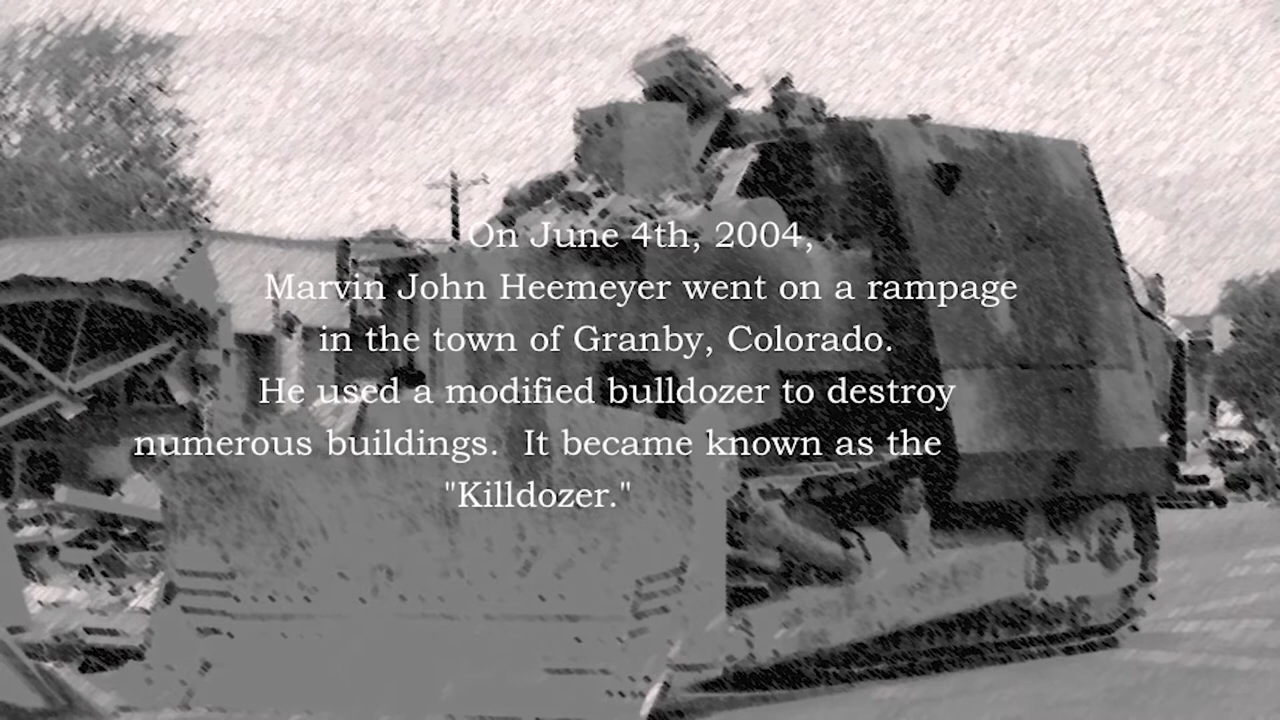 On June 4th, 2004,
Marvin John Heemeyer went on a rampage
in the town of Granby, Colorado.
He used a modified bulldozer to destroy
numerous buildings.  It became known as the
"Killdozer."